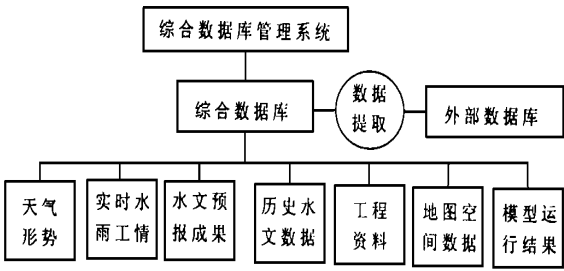 综合数据库管理系统
综合数据库
数据
提取
外部数据库
天气
形势
实时水
雨工情
水文预
报成果
历史水
文数据
工程
资料
地图空
间数据
模型运
行结果